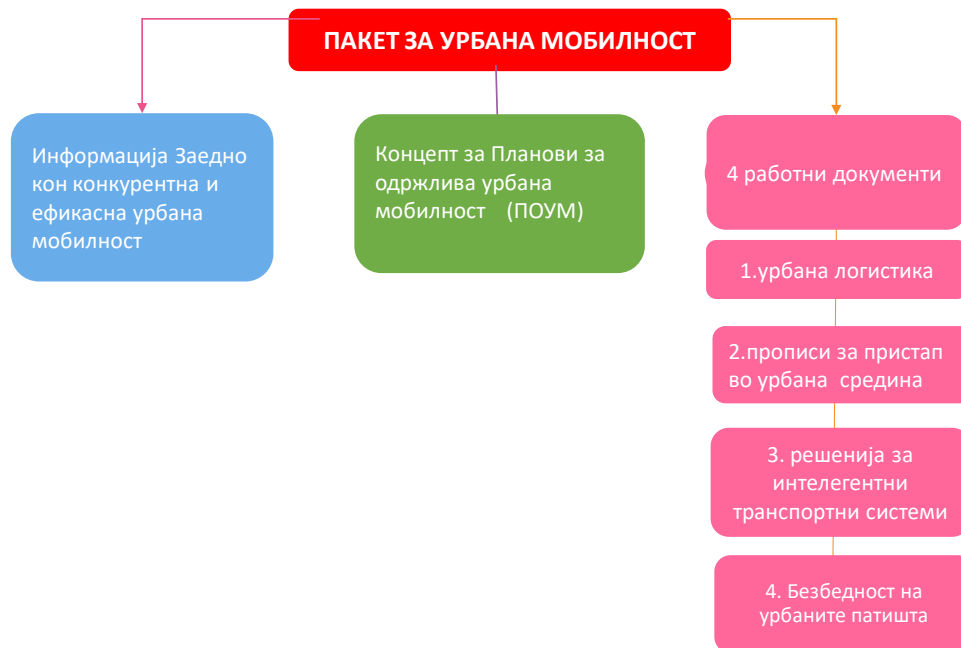 ПАКЕТ ЗА УРБАНА МОБИЛНОСТ
Информација Заедно
кон конкурентна и
ефикасна урбана
мобилност
Концепт за Планови за
одржлива урбана
мобилност (ПОУМ)
4 работни документи
1.урбана логистика
2.прописи за пристап
во урбана средина
3. решенија за
интелегентни
транспортни системи
4. Безбедност на
урбаните патишта